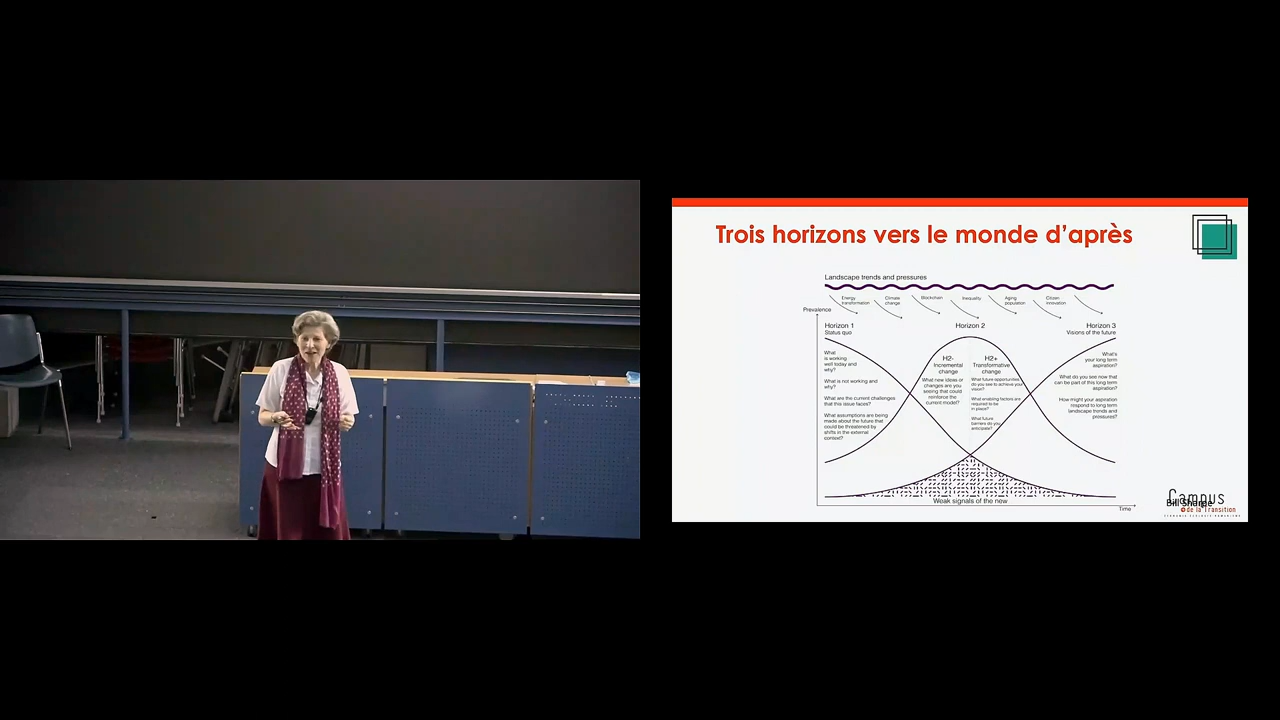 Trois horizons vers le monde d'après
Landscape trends and pressures
Energy
transformation
Climate
change
Blockchain
Inequality
Aging
population
Citizen
innovation
Prevalence
Horizon 1
Status quo
Horizon 2
Horizon 3
Visions of the future
What
is working
well today and
why?
What is not working and
why?
What are the current challenges
that this issue faces?
What assumptions are being
made about the future that
could be threatened by
shifts in the external
context?
H2-
Incremental
change
What new ideas or
changes are you
seeing that could
reinforce the
current model?
H2+
Transformative
change
What future opportunities
do you see to achieve your
vision?
What enabling factors are
required to be
in place?
What future
barriers do you
anticipate?
What's
your long term
aspiration?
What do you see now that
can be part of this long term
aspiration?
How might your aspiration
respond to long term
landscape trends and
pressures?
Weak signals of the new
Time
Bill Sharpe
Campus
de la Transition